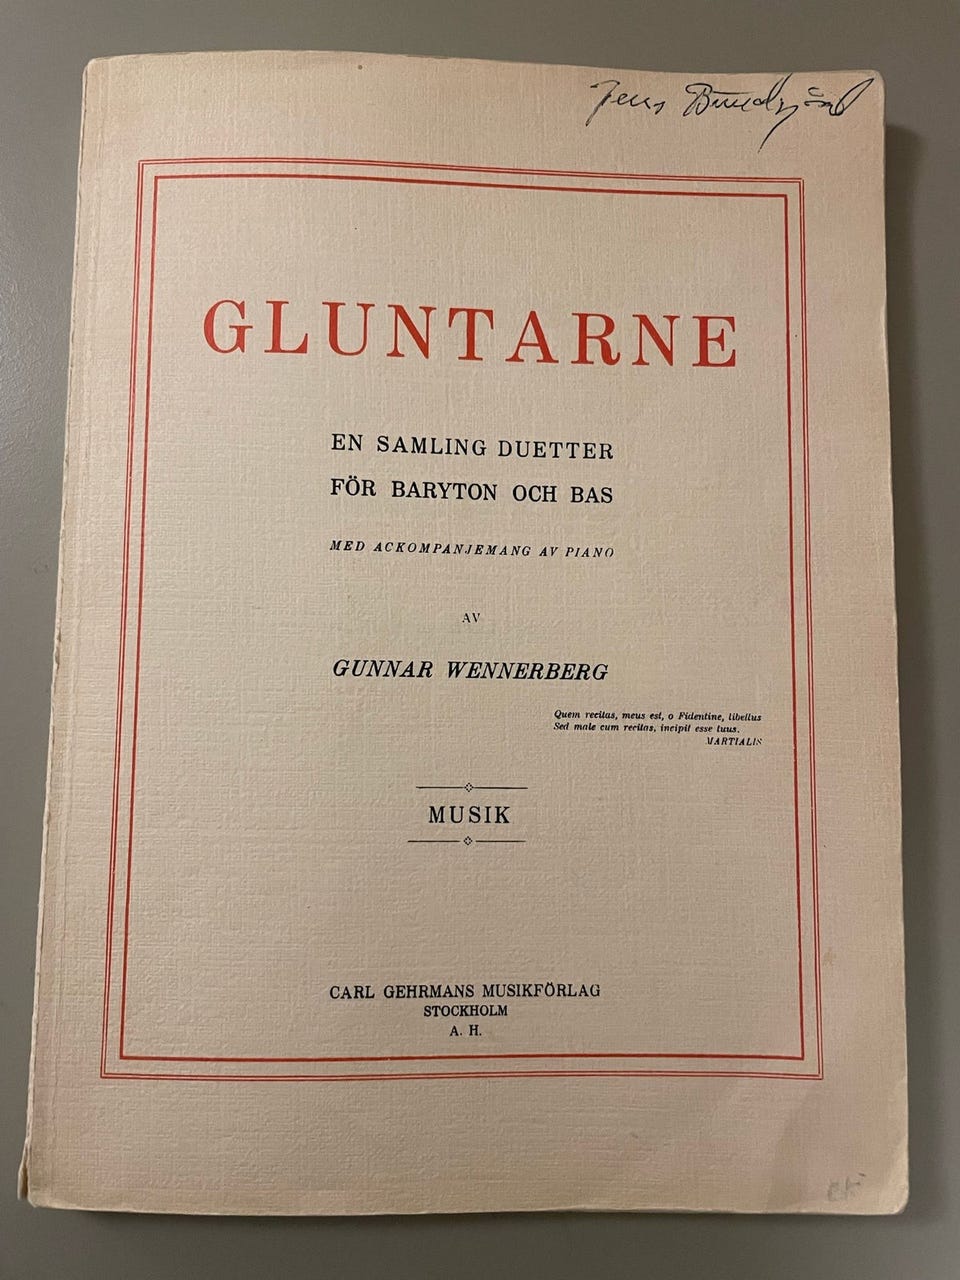 Jens
GLUNTARNE
EN SAMLING DUETTER
FÖR BARYTON OCH BAS
MED ACKOMPANJEMANG AV PIANO
AV
GUNNAR WENNERBERG
Quem recitas, meus est, o Fidentine, libellus
Sed male cum recitas, incipit esse tuus.
MARTIALIS
MUSIK
CARL GEHRMANS MUSIKFÖRLAG
STOCKHOLM
A. H.